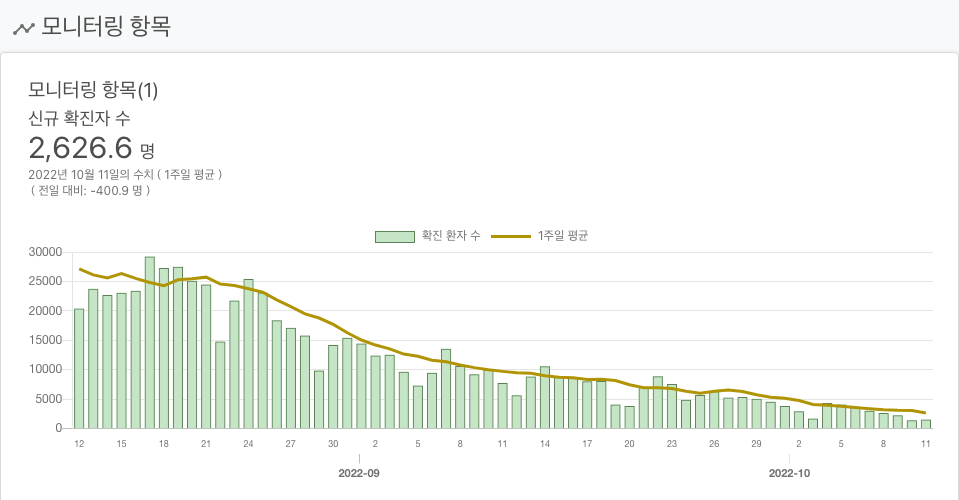 모니터링 항목
모니터링 항목(1)
신규 확진자 수
2,626.6 명
2022년 10월 11일의 수치 ( 1주일 평균 )
( 전일 대비: -400.9 명 )
확진 환자 수 1주일 평균
30000
25000
20000
15000
10000
5000
0
12 15 18 21 24 27 30 2 5 8 11 14 17 20 23 26 29 2 5 8 11
2022-09 2022-10